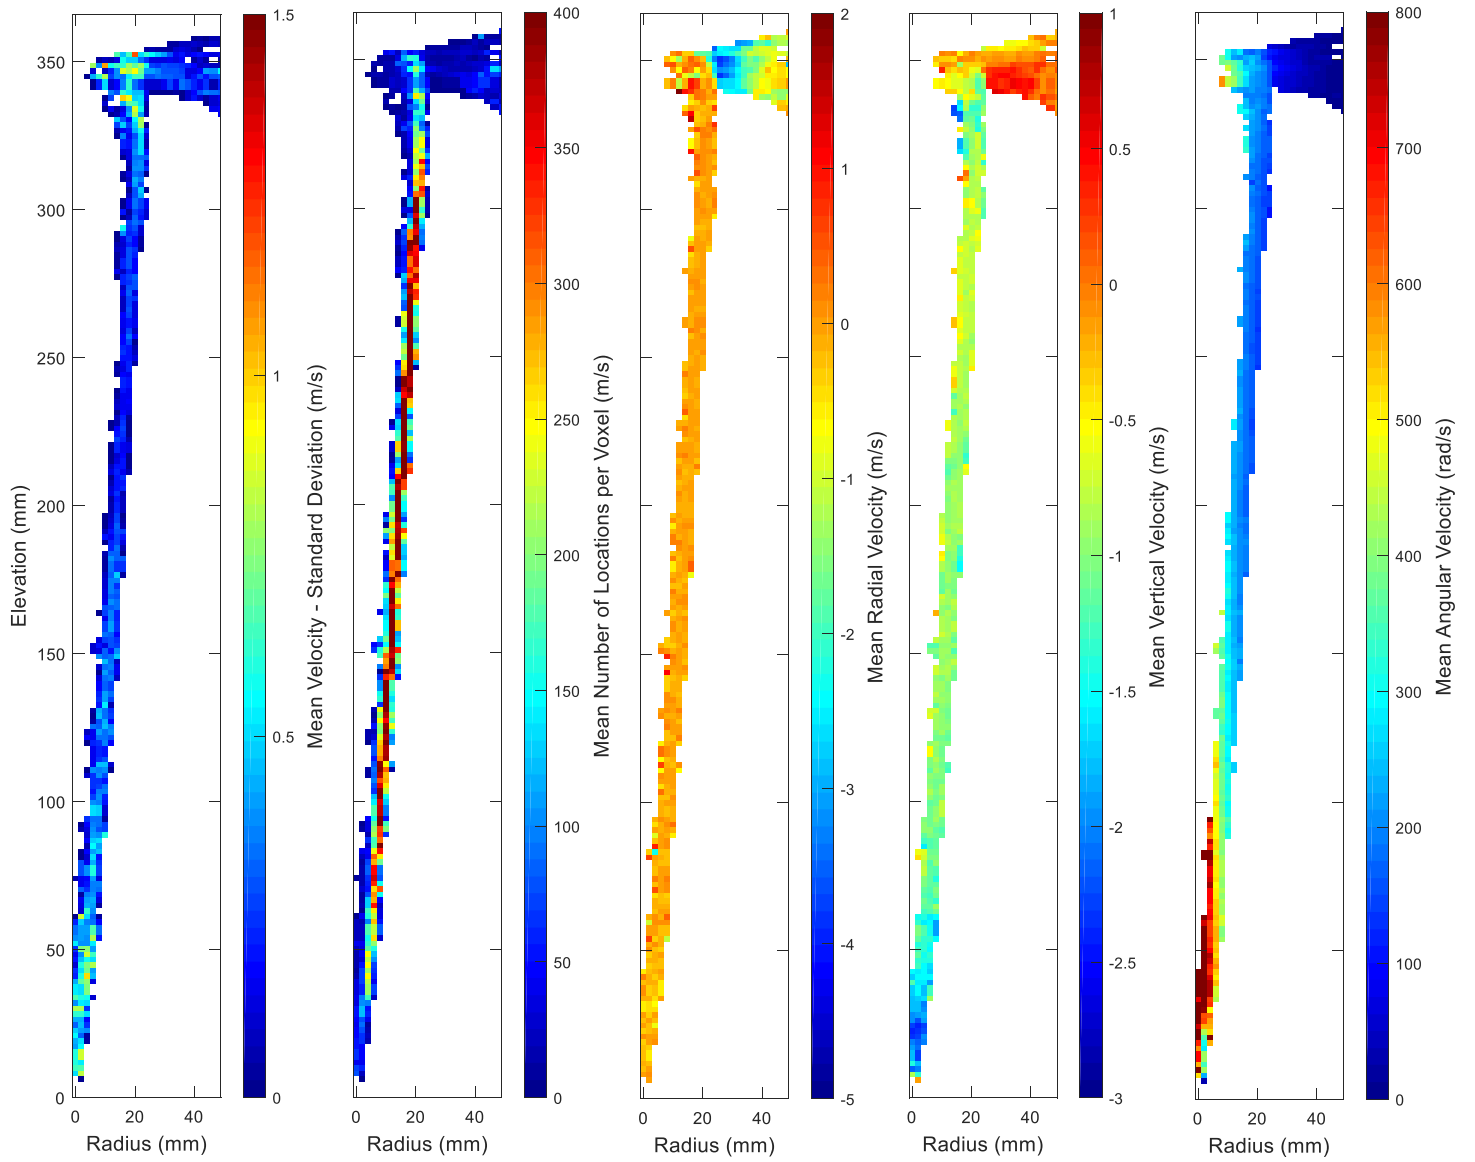 350
300
250
200
150
100
50
0
Elevation (mm)
0 20 40
Radius (mm)
1.5
1
0.5
0
Mean Velocity - Standard Deviation (m/s)
0 20 40
Radius (mm)
400
350
300
250
200
150
100
50
0
Mean Number of Locations per Voxel (m/s)
0 20 40
Radius (mm)
2
1
0
-1
-2
-3
-4
-5
Mean Radial Velocity (m/s)
0 20 40
Radius (mm)
1
0.5
0
-0.5
-1
-1.5
-2
-2.5
-3
Mean Vertical Velocity (m/s)
0 20 40
Radius (mm)
800
700
600
500
400
300
200
100
0
Mean Angular Velocity (rad/s)